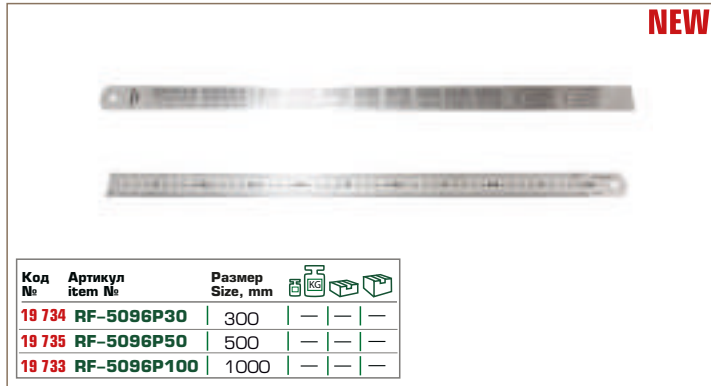 NEW
Код Артикул Размер
№ item № Size, mm KG
19 734 RF-5096P30 300 — — —
19 735 RF-5096P50 500 — — —
19 733 RF-5096P100 1000 — — —